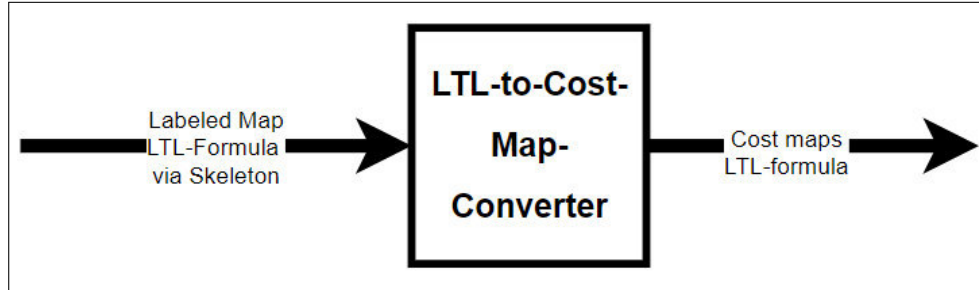 Labeled Map
LTL-Formula
via Skeleton
LTL-to-Cost-
Map-
Converter
Cost maps
LTL-formula